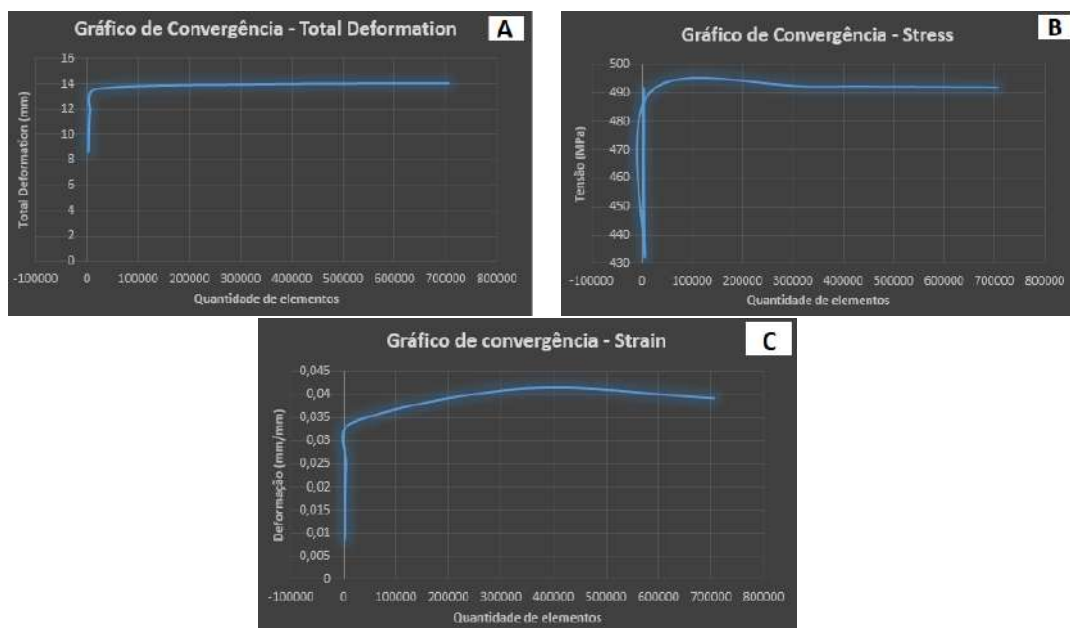 Gráfico de Convergência - Total Deformation
A
16
14
12
10
8
6
4
2
0
-100000 0 100000 200000 300000 400000 500000 600000 700000 800000
Total Deformation (mm)
Quantidade de elementos
Gráfico de Convergência - Stress
B
500
490
480
470
460
450
440
430
-100000 0 100000 200000 300000 400000 500000 600000 700000 800000
Tensão (MPa)
Quantidade de elementos
Gráfico de convergência - Strain
C
0,045
0,04
0,035
0,03
0,025
0,02
0,015
0,01
0,005
0
-100000 0 100000 200000 300000 400000 500000 600000 700000 800000
Deformação (mm/mm)
Quantidade de elementos